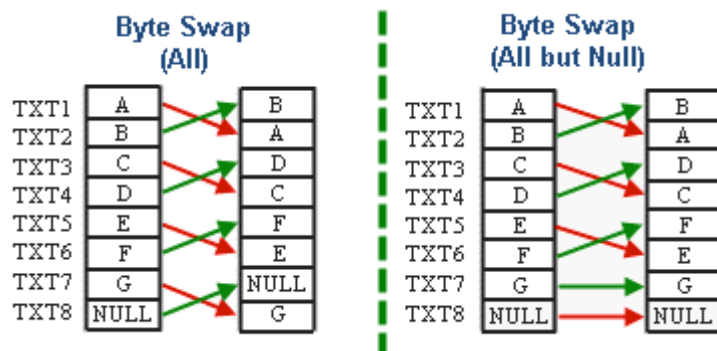 Byte Swap
(All)
TXT1 A B
TXT2 B A
TXT3 C D
TXT4 D C
TXT5 E F
TXT6 F E
TXT7 G NULL
TXT8 NULL G
Byte Swap
(All but Null)
TXT1 A B
TXT2 B A
TXT3 C D
TXT4 D C
TXT5 E F
TXT6 F E
TXT7 G G
TXT8 NULL NULL